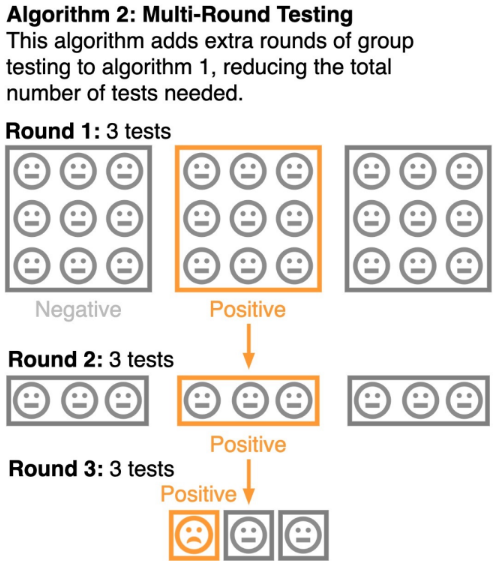 Algorithm 2: Multi-Round Testing
This algorithm adds extra rounds of group
testing to algorithm 1, reducing the total
number of tests needed.
Round 1: 3 tests
Negative
Positive
Round 2: 3 tests
Positive
Round 3: 3 tests
Positive